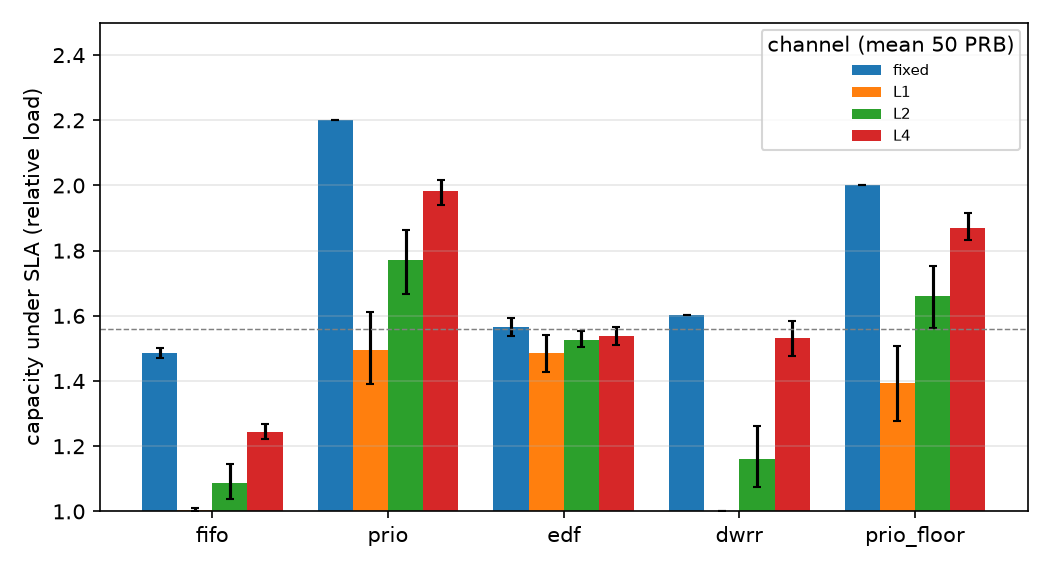 capacity under SLA (relative load)
2.4
2.2
2.0
1.8
1.6
1.4
1.2
1.0
channel (mean 50 PRB)
fixed
L1
L2
L4
fifo
prio
edf
dwrr
prio_floor